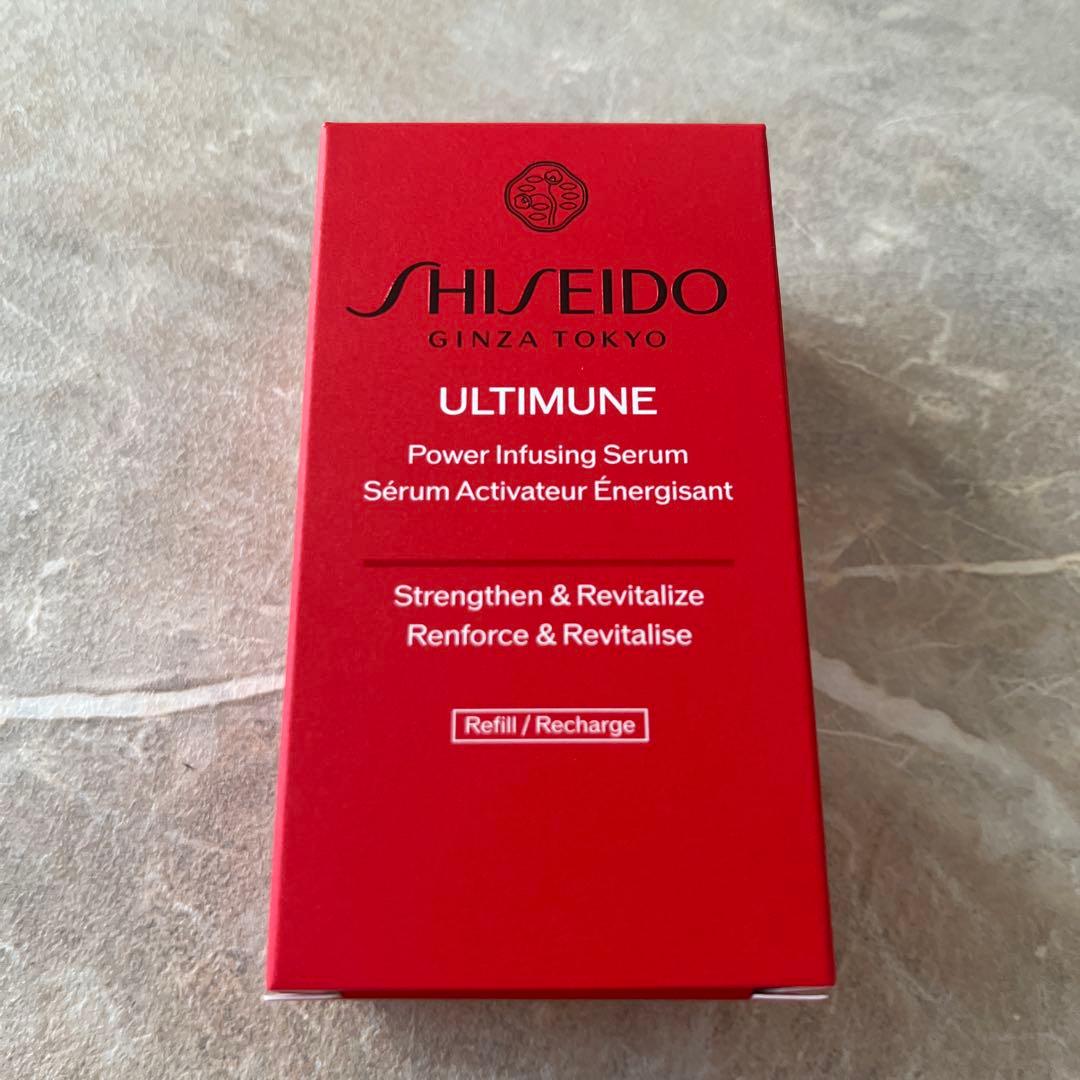 SHISEIDO
GINZA TOKYO
ULTIMUNE
Power Infusing Serum
Sérum Activateur Énergisant
Strengthen & Revitalize
Renforce & Revitalise
Refill / Recharge